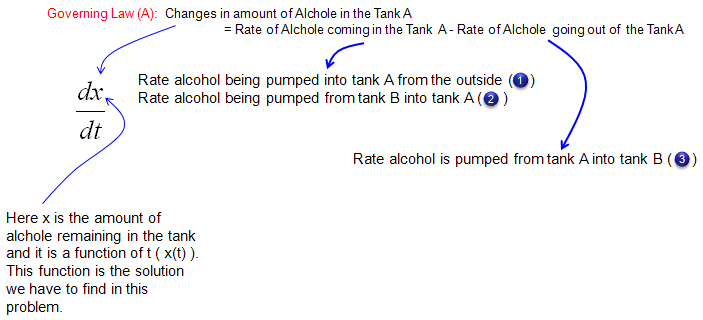 Governing Law (A): Changes in amount of Alchole in the Tank A
= Rate of Alchole coming in the Tank A - Rate of Alchole going out of the Tank A
Rate alcohol being pumped into tank A from the outside (1)
Rate alcohol being pumped from tank B into tank A (2)
dx
dt
Rate alcohol is pumped from tank A into tank B (3)
Here x is the amount of
alchole remaining in the tank
and it is a function of t ( x(t) ).
This function is the solution
we have to find in this
problem.